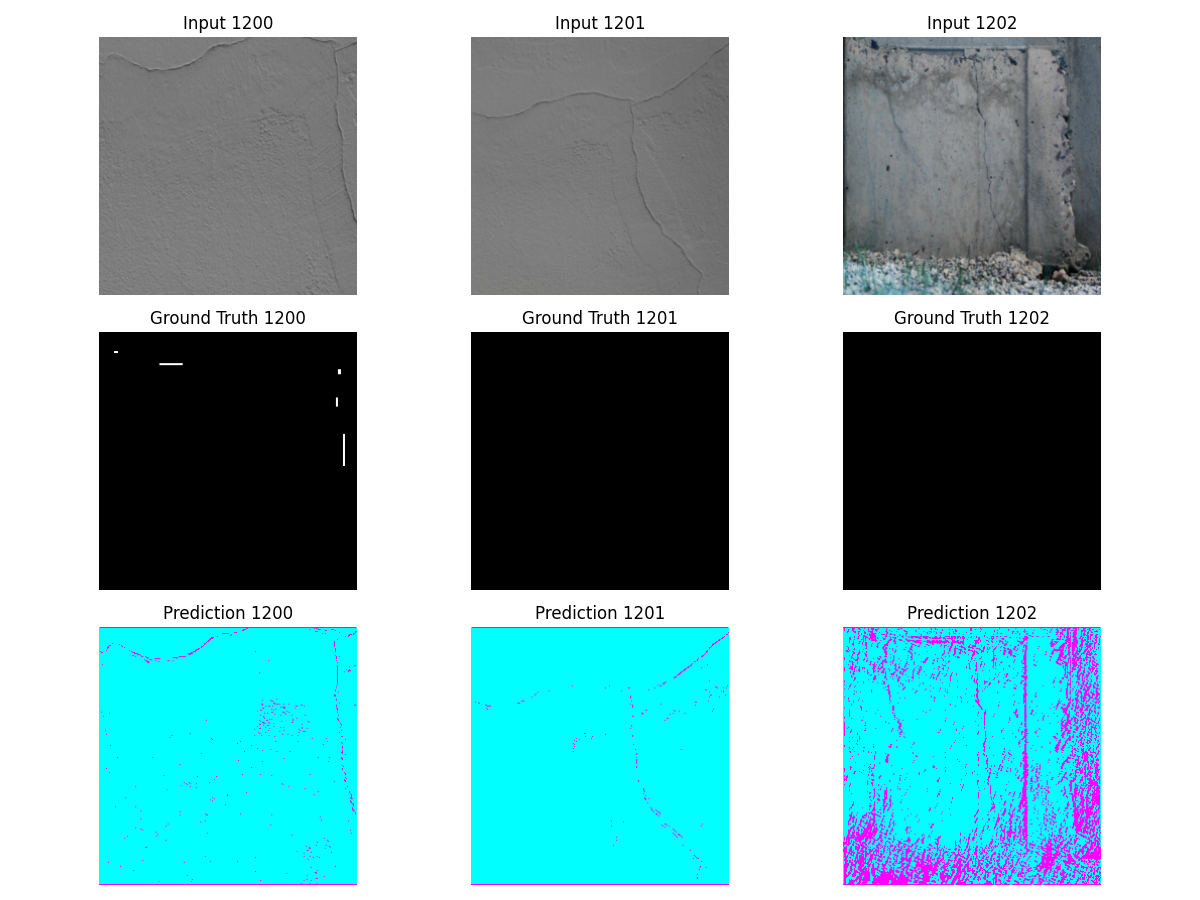 Input 1200
Input 1201
Input 1202
Ground Truth 1200
Ground Truth 1201
Ground Truth 1202
Prediction 1200
Prediction 1201
Prediction 1202